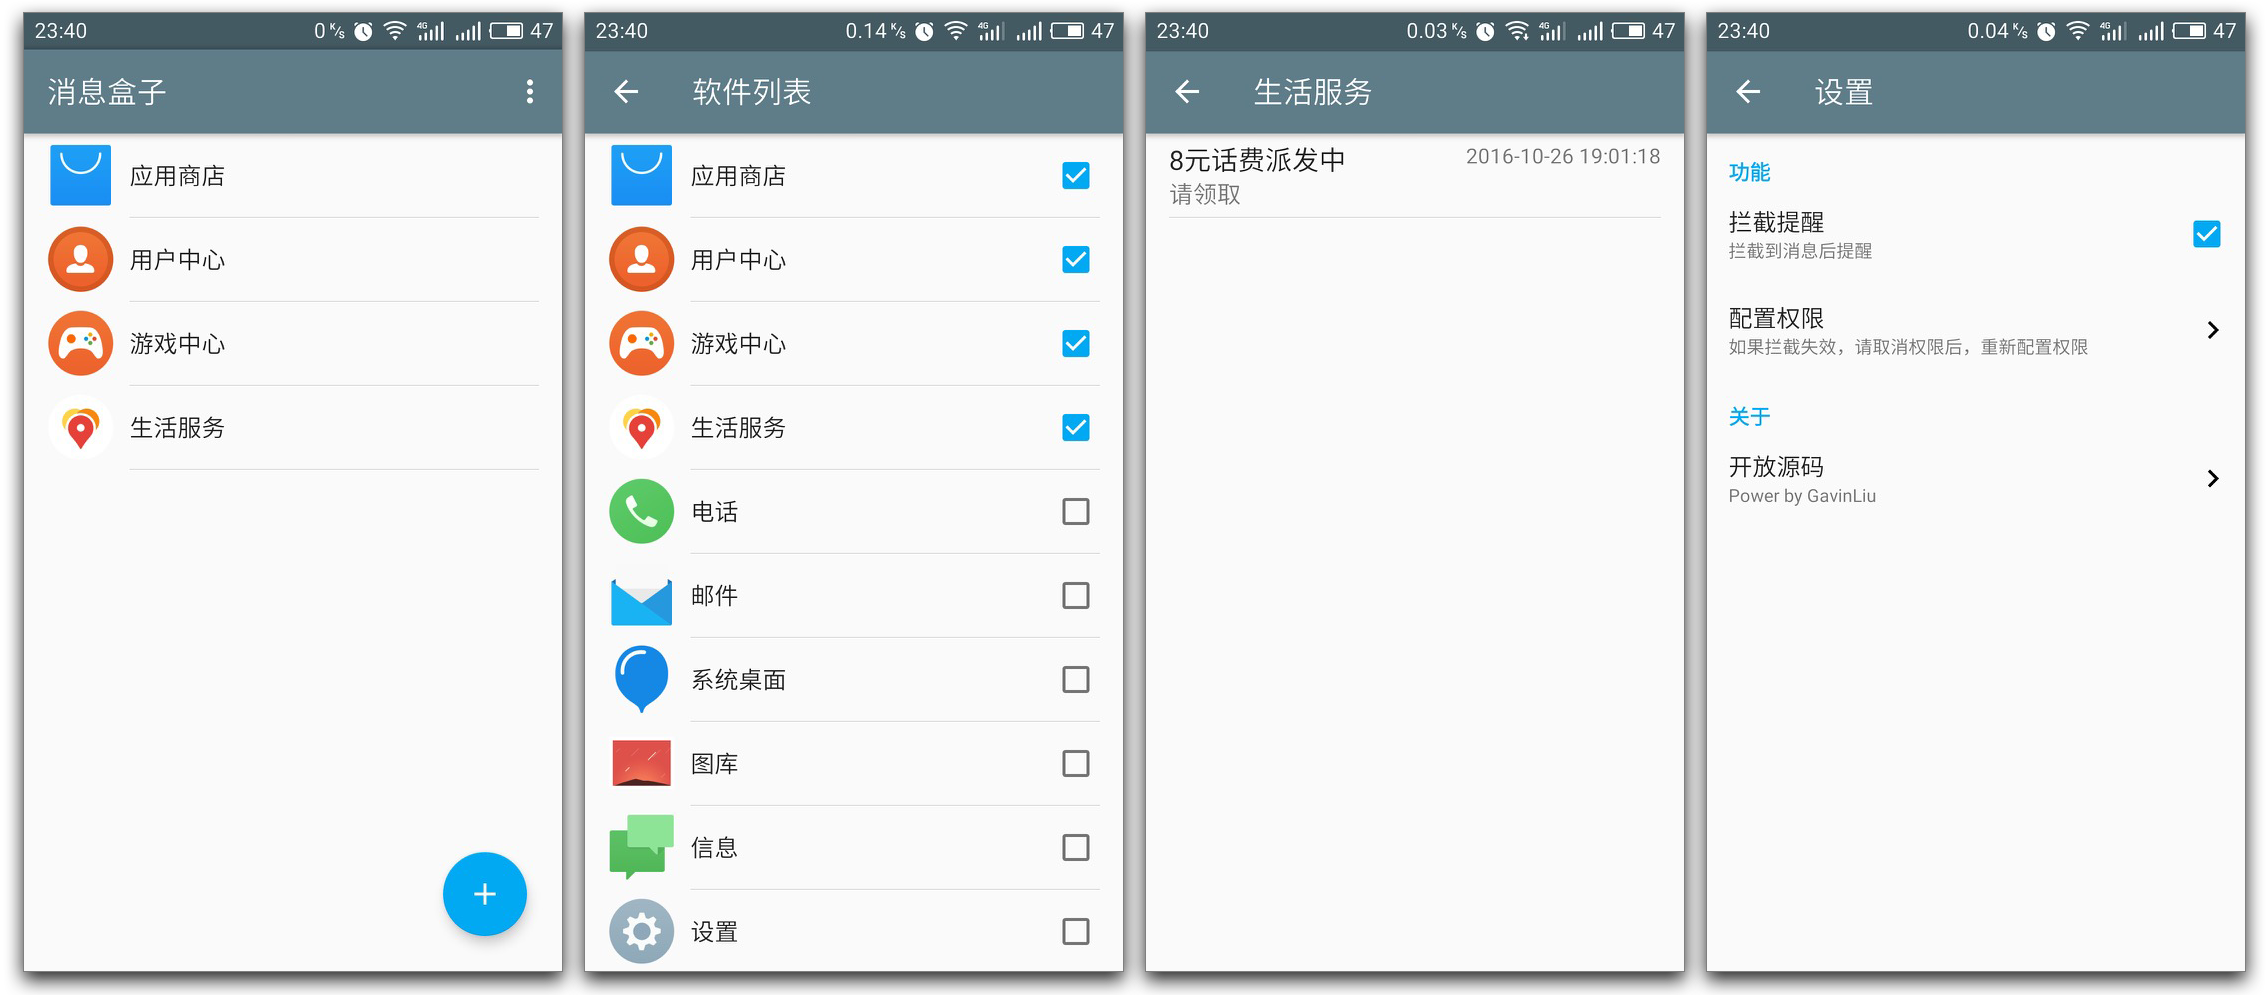 23:40 0 K/s 4G 47
消息盒子
应用商店
用户中心
游戏中心
生活服务
23:40 0.14 K/s 4G 47
软件列表
应用商店
用户中心
游戏中心
生活服务
电话
邮件
系统桌面
图库
信息
设置
23:40 0.03 K/s 4G 47
生活服务
8元话费派发中 2016-10-26 19:01:18
请领取
23:40 0.04 K/s 4G 47
设置
功能
拦截提醒
拦截到消息后提醒
配置权限
如果拦截失效，请取消权限后，重新配置权限
关于
开放源码
Power by GavinLiu